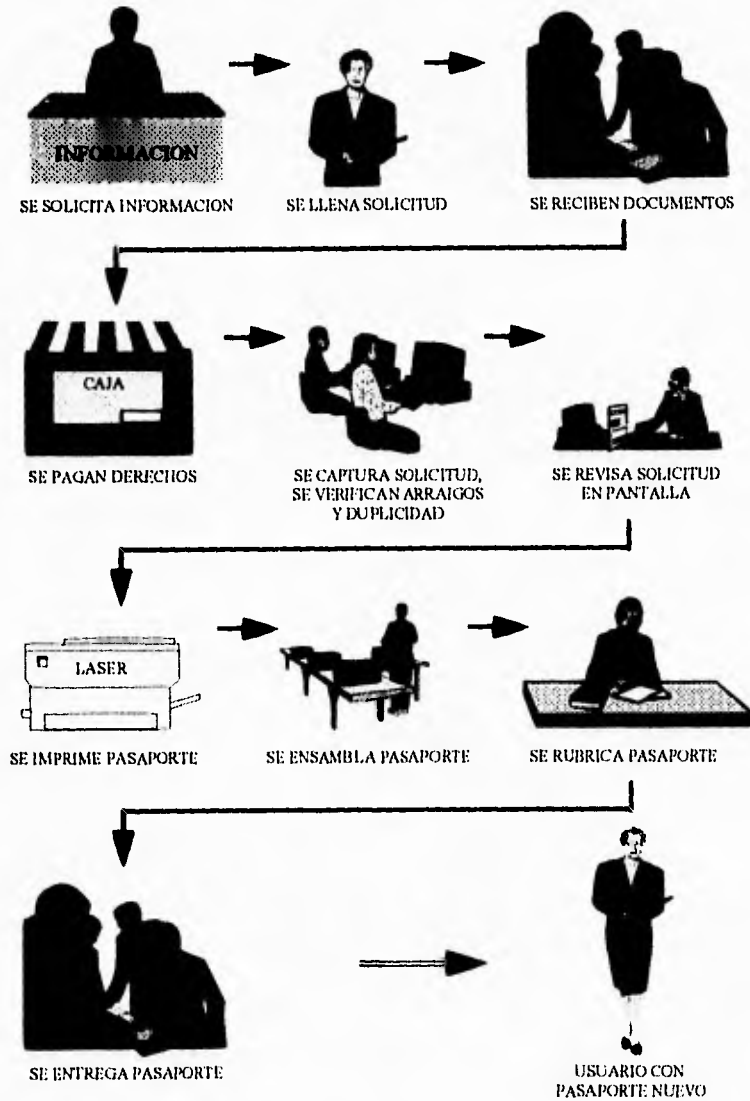 INFORMACION
SE SOLICITA INFORMACION
SE LLENA SOLICITUD
SE RECIBEN DOCUMENTOS
CAJA
SE PAGAN DERECHOS
SE CAPTURA SOLICITUD,
SE VERIFICAN ARRAIGOS
Y DUPLICIDAD
SE REVISA SOLICITUD
EN PANTALLA
LASER
SE IMPRIME PASAPORTE
SE ENSAMBLA PASAPORTE
SE RUBRICA PASAPORTE
SE ENTREGA PASAPORTE
USUARIO CON
PASAPORTE NUEVO